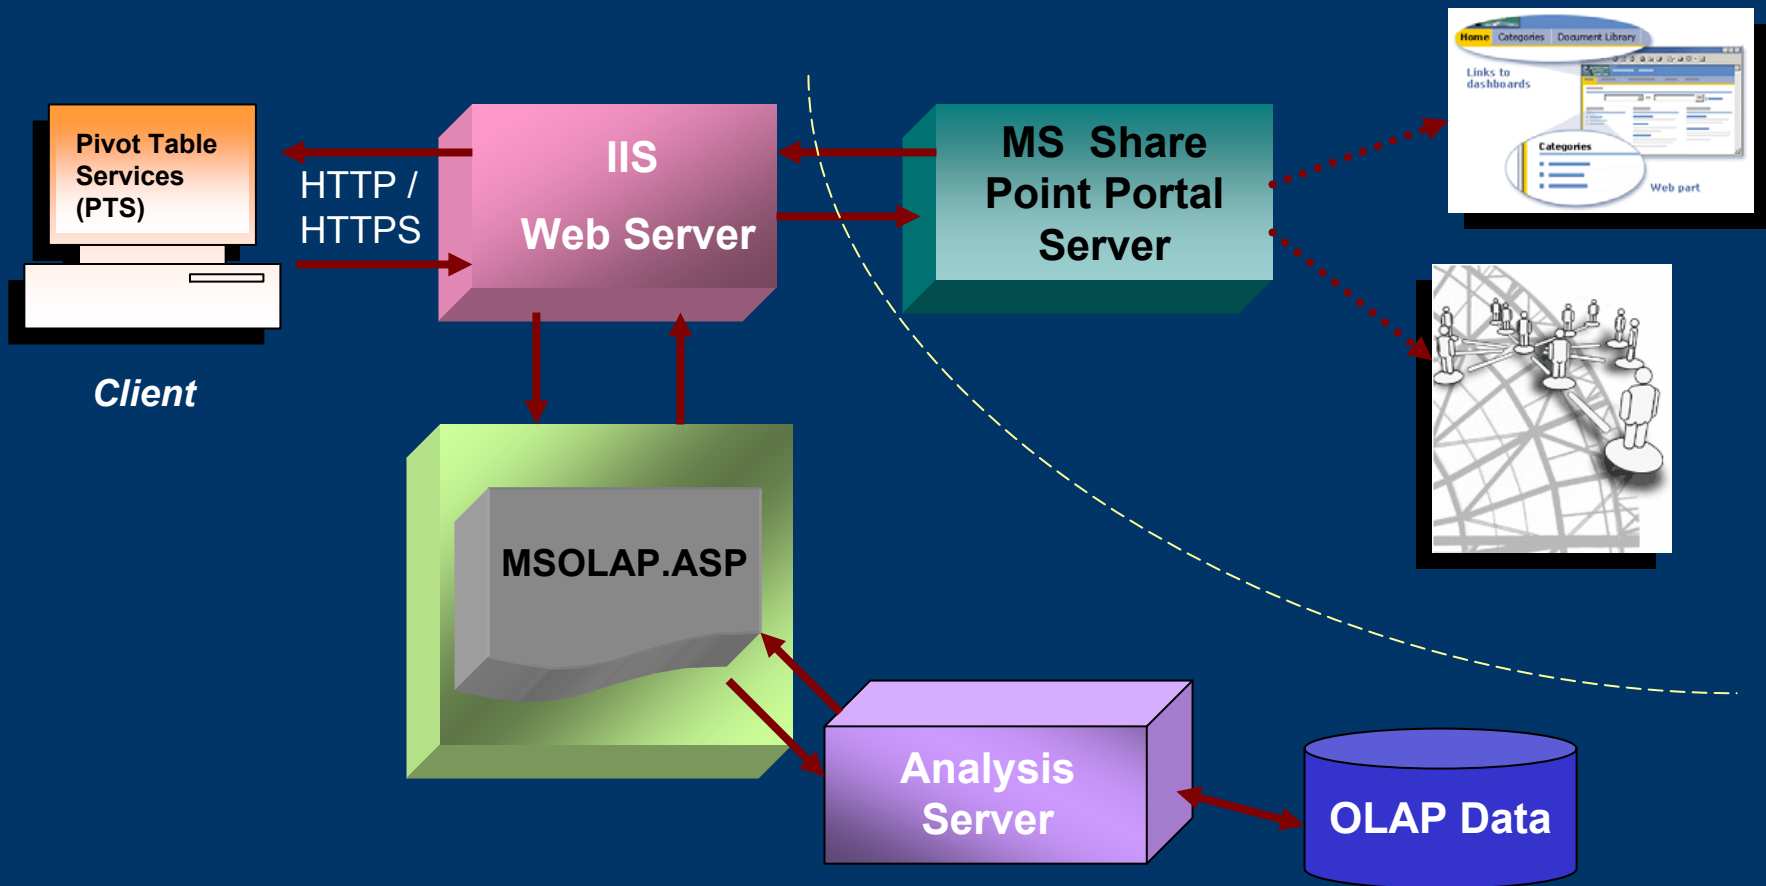 Pivot Table
Services
(PTS)
HTTP /
HTTPS
Client
IIS
Web Server
MS Share
Point Portal
Server
Home Categories Document Library
Links to
dashboards
Categories
Web part
MSOLAP.ASP
Analysis
Server
OLAP Data